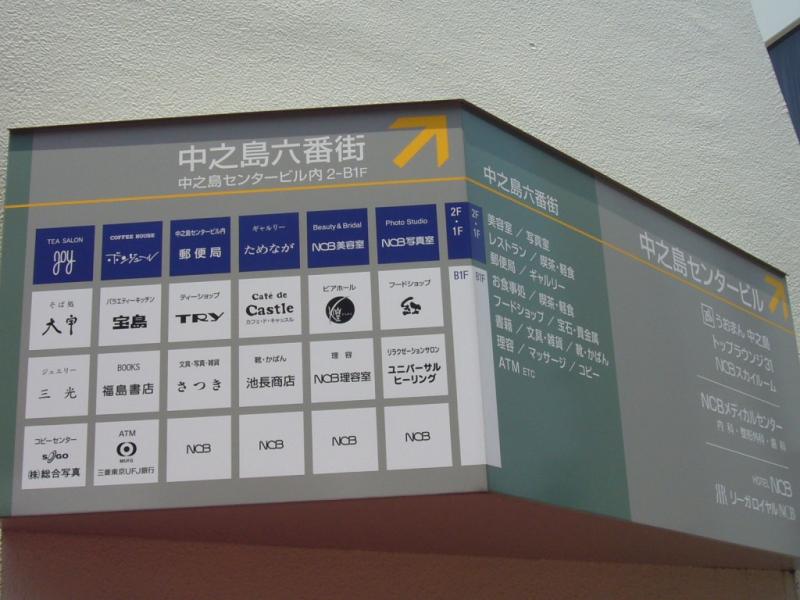 中之島六番街
中之島センタービル内 2-B1F
TEA SALON
joy
COFFEE HOUSE
中之島センタービル内
郵便局
ギャラリー
ためなが
Beauty & Bridal
NCB美容室
Photo Studio
NCB写真室
2F・1F
そば処
大甲
バラエティーキッチン
宝島
ティーショップ
TRY
Café de
Castle
カフェ・ド・キャッスル
ビアホール
フードショップ
B1F
ジュエリー
三光
BOOKS
福島書店
文具・写真・雑貨
さつき
靴・かばん
池長商店
理容
NCB理容室
リラクゼーションサロン
ユニバーサル
ヒーリング
コピーセンター
SOGO
(株)総合写真
ATM
MUFG
三菱東京UFJ銀行
NCB
NCB
NCB
NCB
中之島六番街
2F・1F
美容室／写真室
レストラン／喫茶・軽食
郵便局／ギャルリー
B1F
お食事処／喫茶・軽食
フードショップ／宝石・貴金属
書籍／文具・雑貨／靴・かばん
理容／マッサージ／コピー
ATM ETC
中之島センタービル
うおまん 中之島
トップラウンジ31
NCBスカイルーム
NCBメディカルセンター
内科・整形外科・歯科
HOTEL NCB
リーガロイヤルNCB